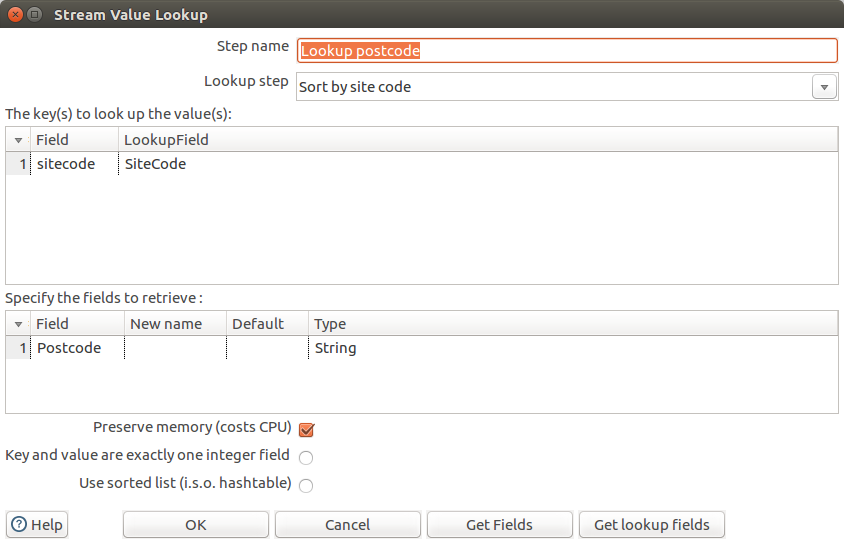 Stream Value Lookup
Step name Lookup postcode
Lookup step Sort by site code
The key(s) to look up the value(s):
Field LookupField
1 sitecode SiteCode
Specify the fields to retrieve :
Field New name Default Type
1 Postcode String
Preserve memory (costs CPU)
Key and value are exactly one integer field
Use sorted list (i.s.o. hashtable)
Help OK Cancel Get Fields Get lookup fields